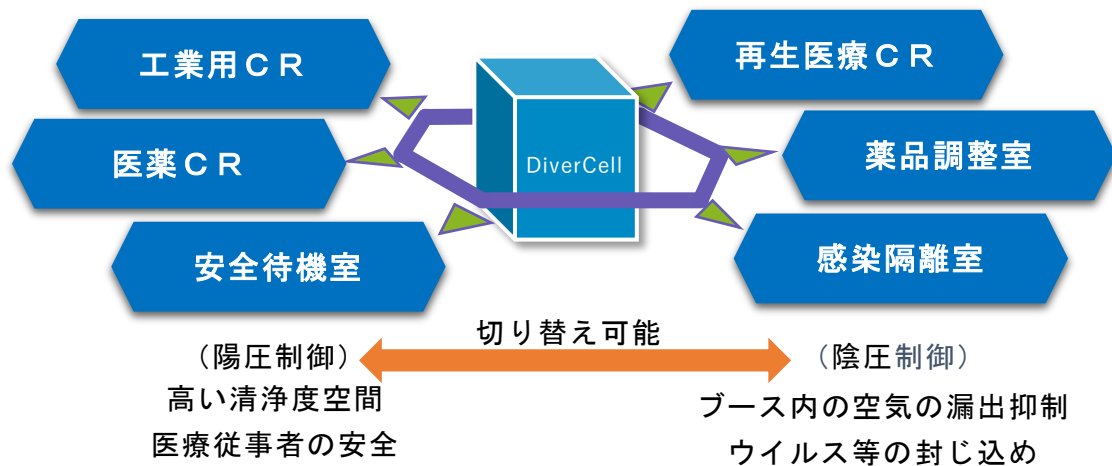 工業用ＣＲ
再生医療ＣＲ
医薬ＣＲ
DiverCell
薬品調整室
安全待機室
感染隔離室
切り替え可能
（陽圧制御）
（陰圧制御）
高い清浄度空間
ブース内の空気の漏出抑制
医療従事者の安全
ウイルス等の封じ込め